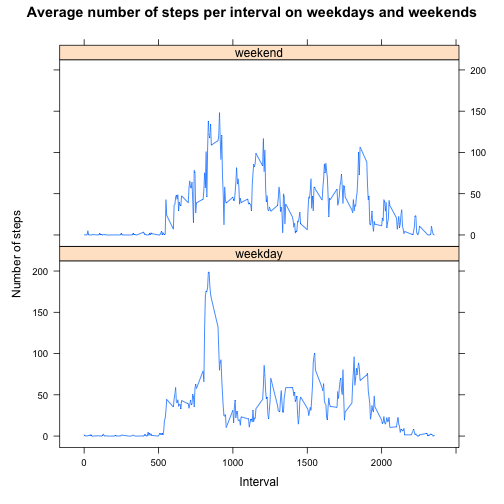 Average number of steps per interval on weekdays and weekends
weekend
200
150
100
50
0
Number of steps
weekday
200
150
100
50
0
0 500 1000 1500 2000
Interval